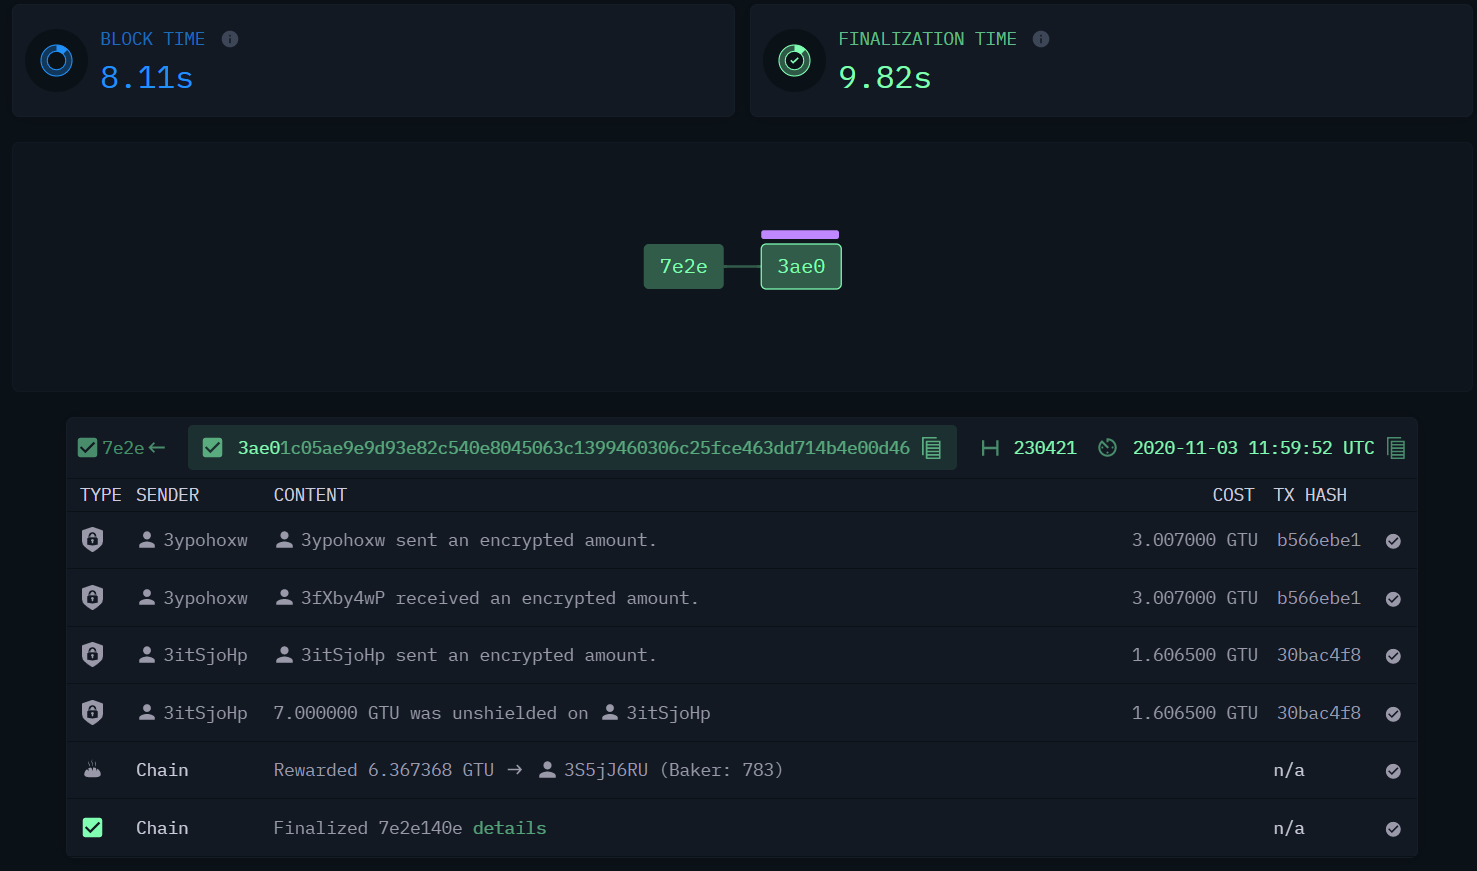 BLOCK TIME
8.11s
FINALIZATION TIME
9.82s
7e2e 3ae0
7e2e 3ae01c05ae9e9d93e82c540e8045063c1399460306c25fce463dd714b4e00d46 230421 2020-11-03 11:59:52 UTC
TYPE SENDER CONTENT COST TX HASH
3ypohoxw 3ypohoxw sent an encrypted amount. 3.007000 GTU b566ebe1
3ypohoxw 3fXby4wP received an encrypted amount. 3.007000 GTU b566ebe1
3itSjoHp 3itSjoHp sent an encrypted amount. 1.606500 GTU 30bac4f8
3itSjoHp 7.000000 GTU was unshielded on 3itSjoHp 1.606500 GTU 30bac4f8
Chain Rewarded 6.367368 GTU → 3S5jJ6RU (Baker: 783) n/a
Chain Finalized 7e2e140e details n/a